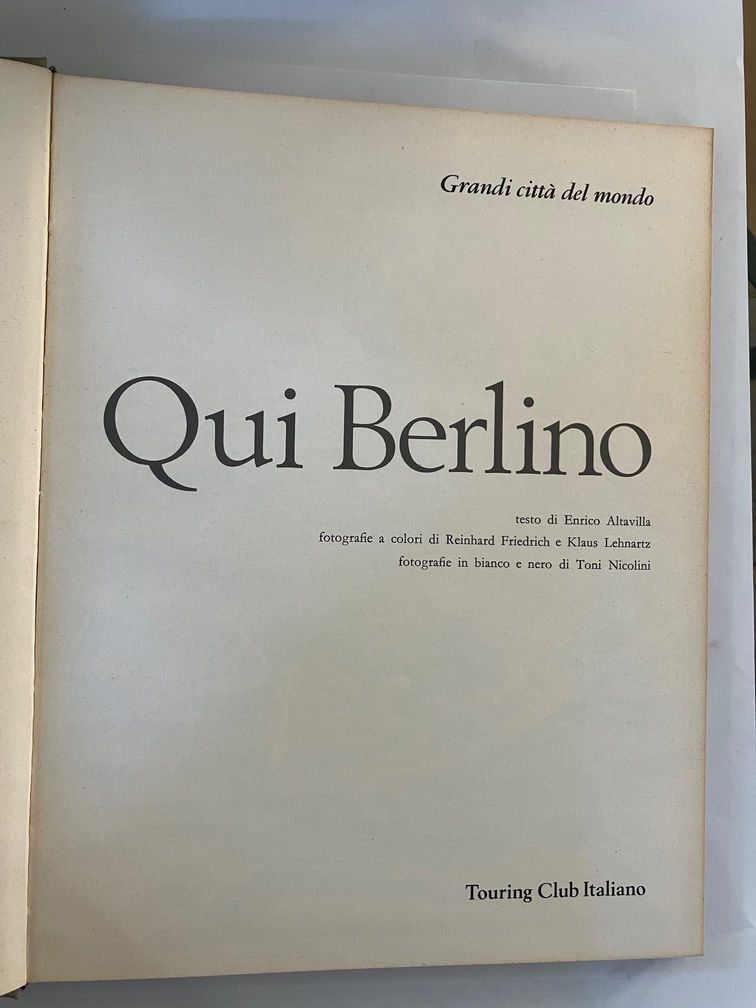 Grandi città del mondo
Qui Berlino
testo di Enrico Altavilla
fotografie a colori di Reinhard Friedrich e Klaus Lehnartz
fotografie in bianco e nero di Toni Nicolini
Touring Club Italiano